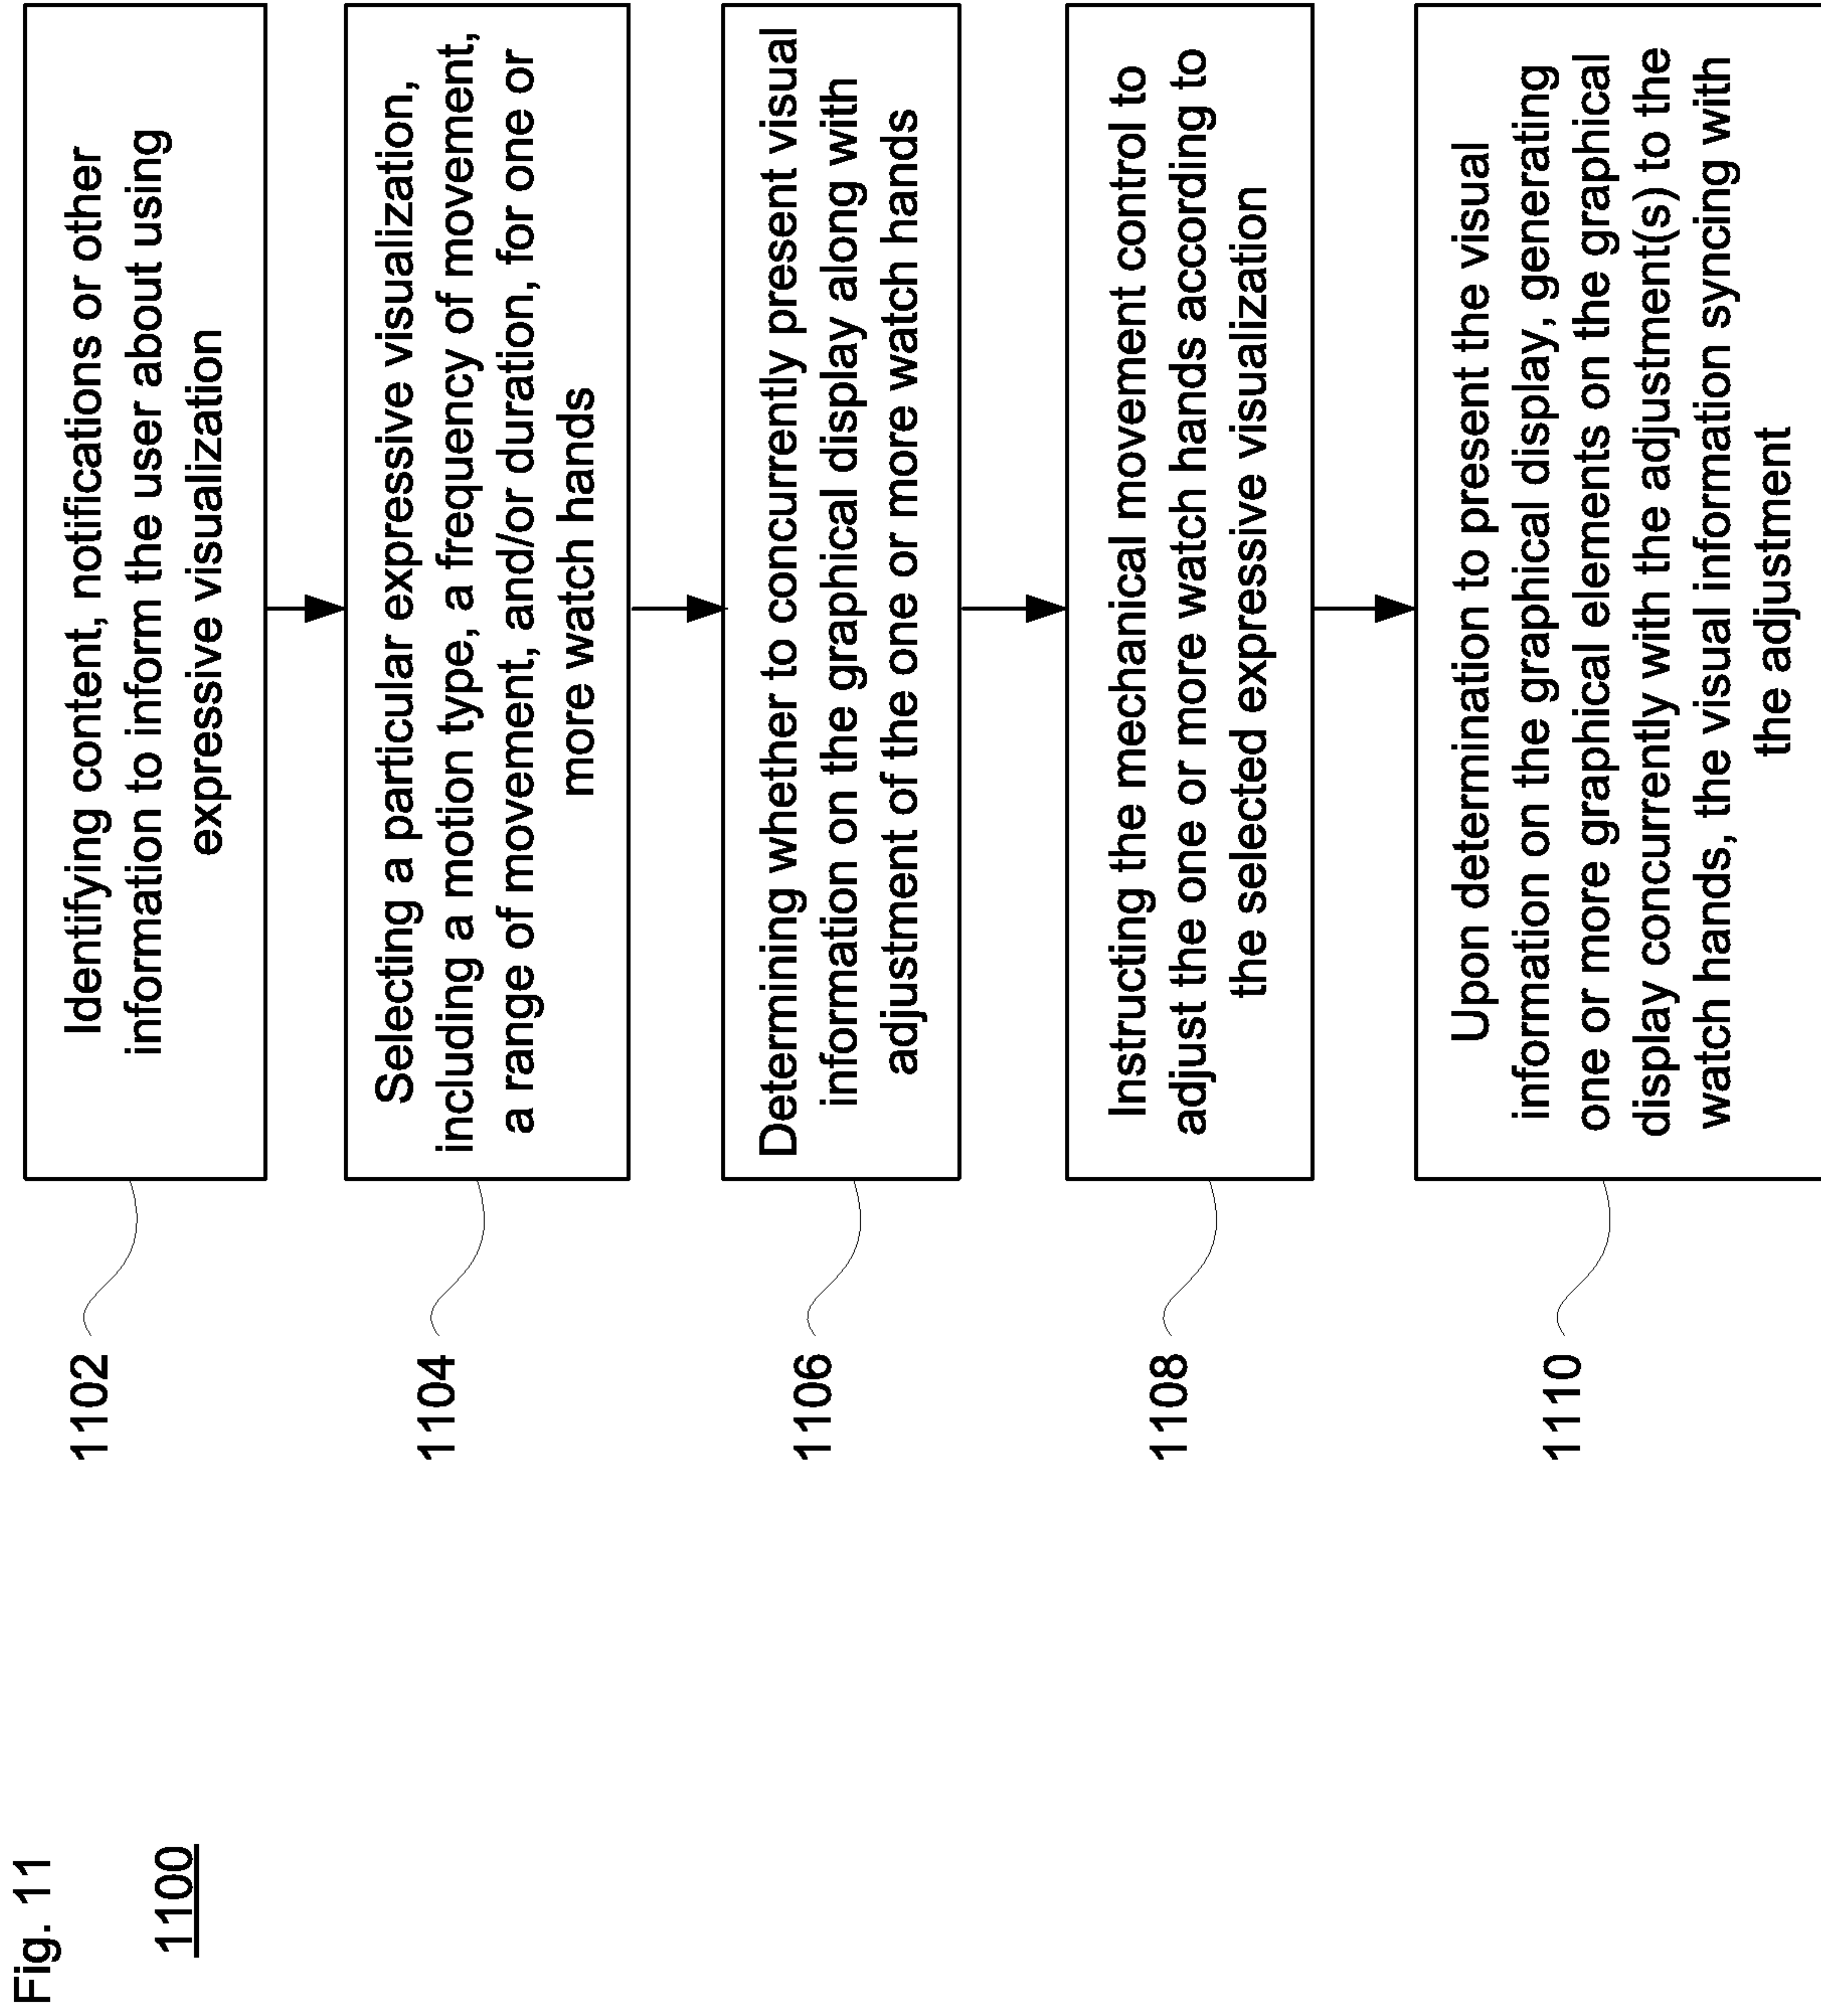 Fig. 11
1100
1102
Identifying content, notifications or other
information to inform the user about using
expressive visualization
1104
Selecting a particular expressive visualization,
including a motion type, a frequency of movement,
a range of movement, and/or duration, for one or
more watch hands
1106
Determining whether to concurrently present visual
information on the graphical display along with
adjustment of the one or more watch hands
1108
Instructing the mechanical movement control to
adjust the one or more watch hands according to
the selected expressive visualization
1110
Upon determination to present the visual
information on the graphical display, generating
one or more graphical elements on the graphical
display concurrently with the adjustment(s) to the
watch hands, the visual information syncing with
the adjustment